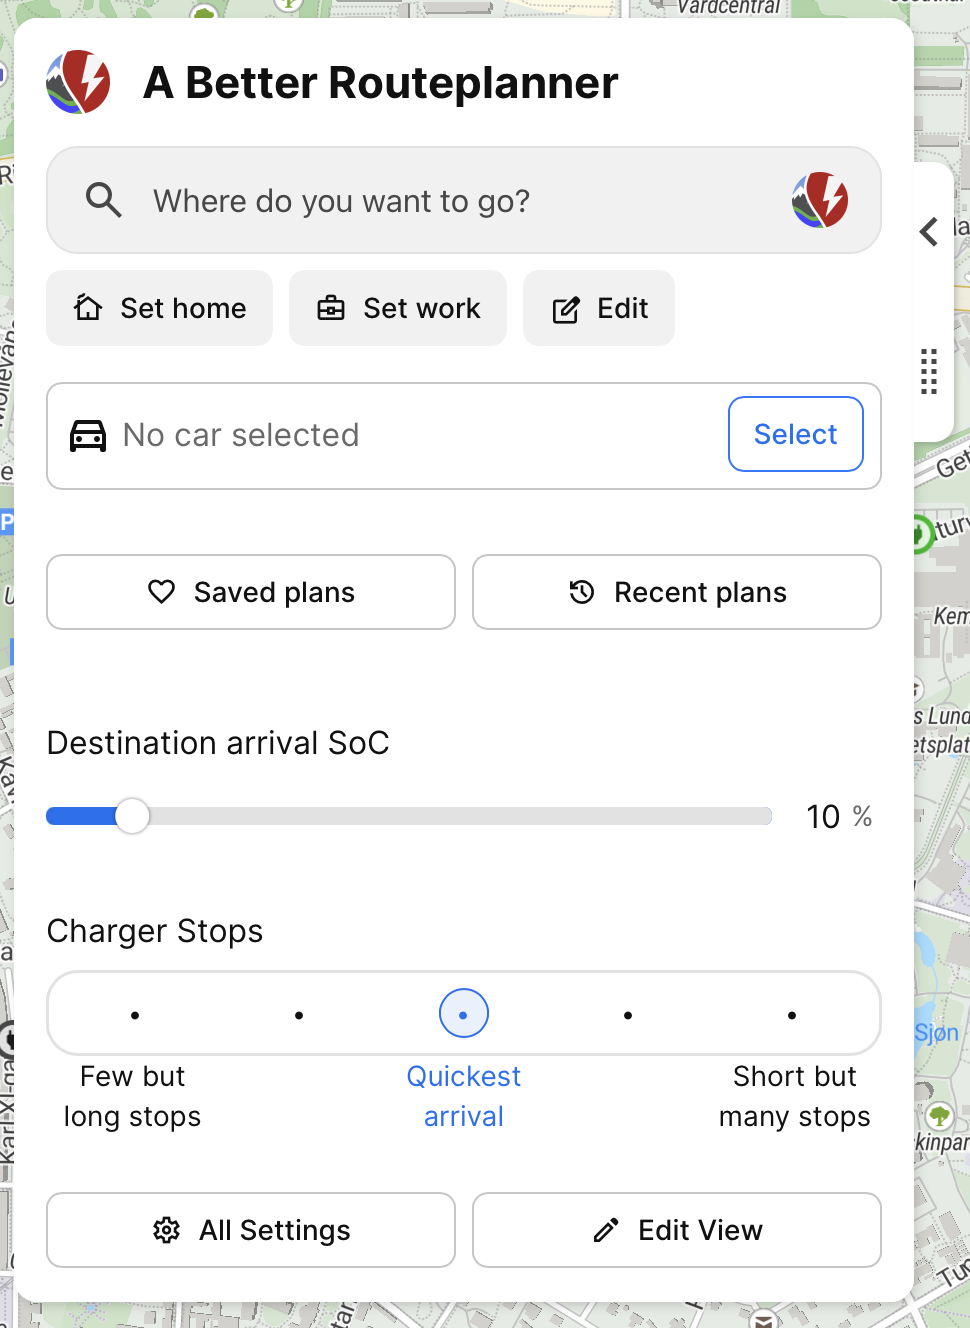 Vårdcentral
A Better Routeplanner
Where do you want to go?
Set home
Set work
Edit
No car selected
Select
Saved plans
Recent plans
Destination arrival SoC
10 %
Charger Stops
Few but
long stops
Quickest
arrival
Short but
many stops
All Settings
Edit View
P
Get
turv
Kem
s Lund
etsplat
Sjön
kinpar
Karl-XI-ga
Tu